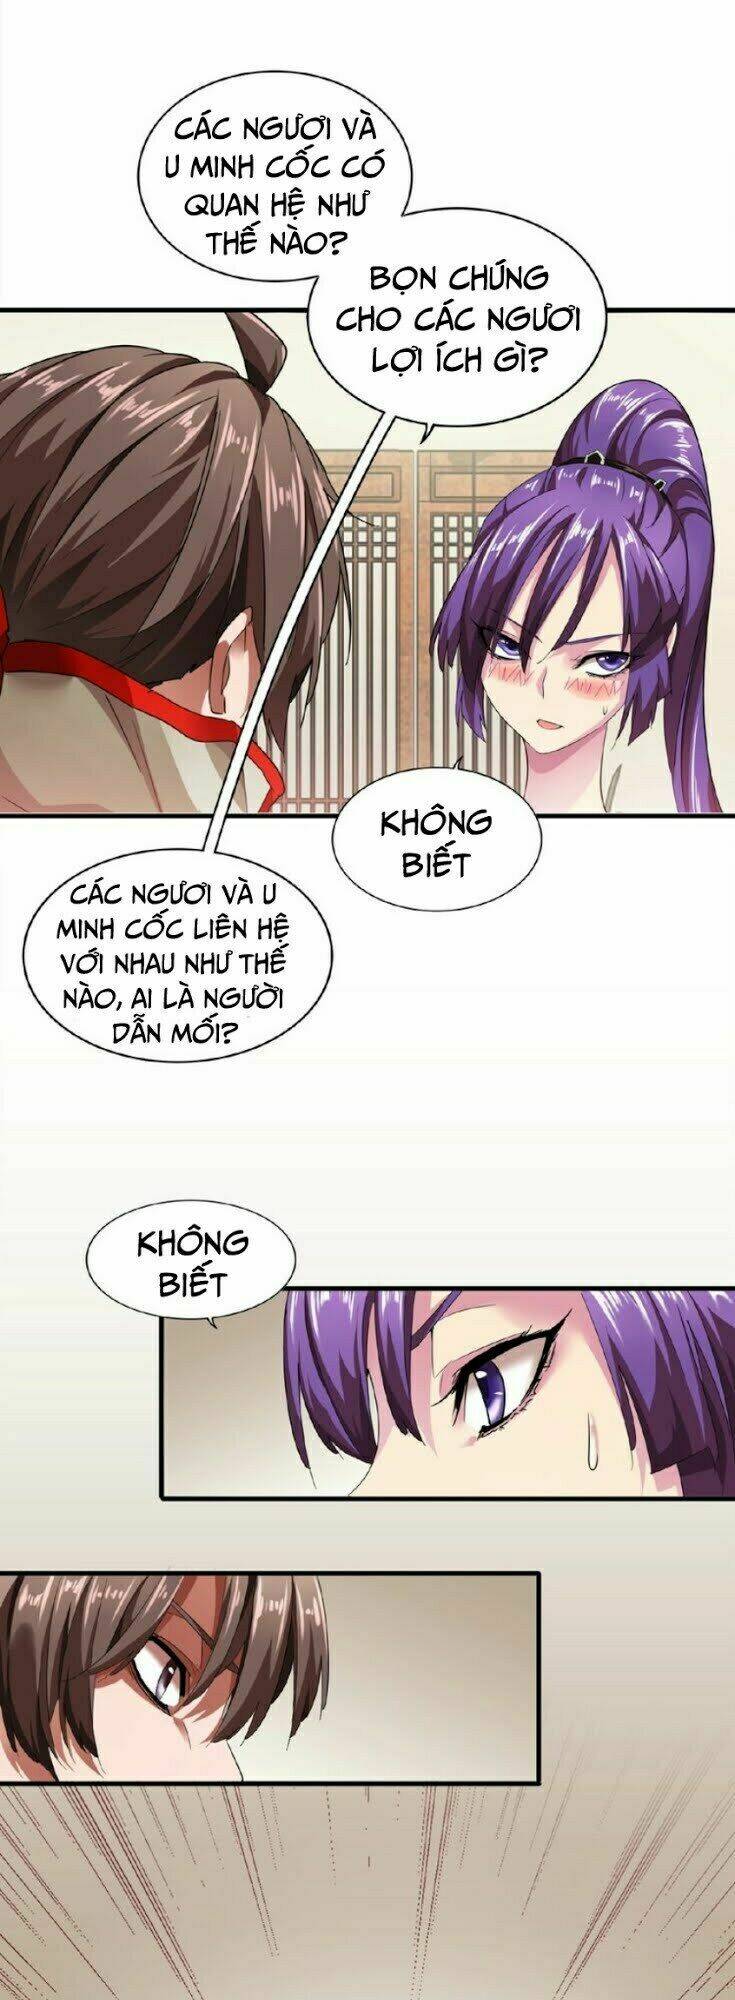 CÁC NGƯƠI VÀ
U MINH CỐC CÓ
QUAN HỆ NHƯ
THẾ NÀO?
BỌN CHÚNG
CHO CÁC NGƯƠI
LỢI ÍCH GÌ?
KHÔNG
BIẾT
CÁC NGƯƠI VÀ U
MINH CỐC LIÊN HỆ
VỚI NHAU NHƯ THẾ
NÀO, AI LÀ NGƯỜI
DẪN MỐI?
KHÔNG
BIẾT